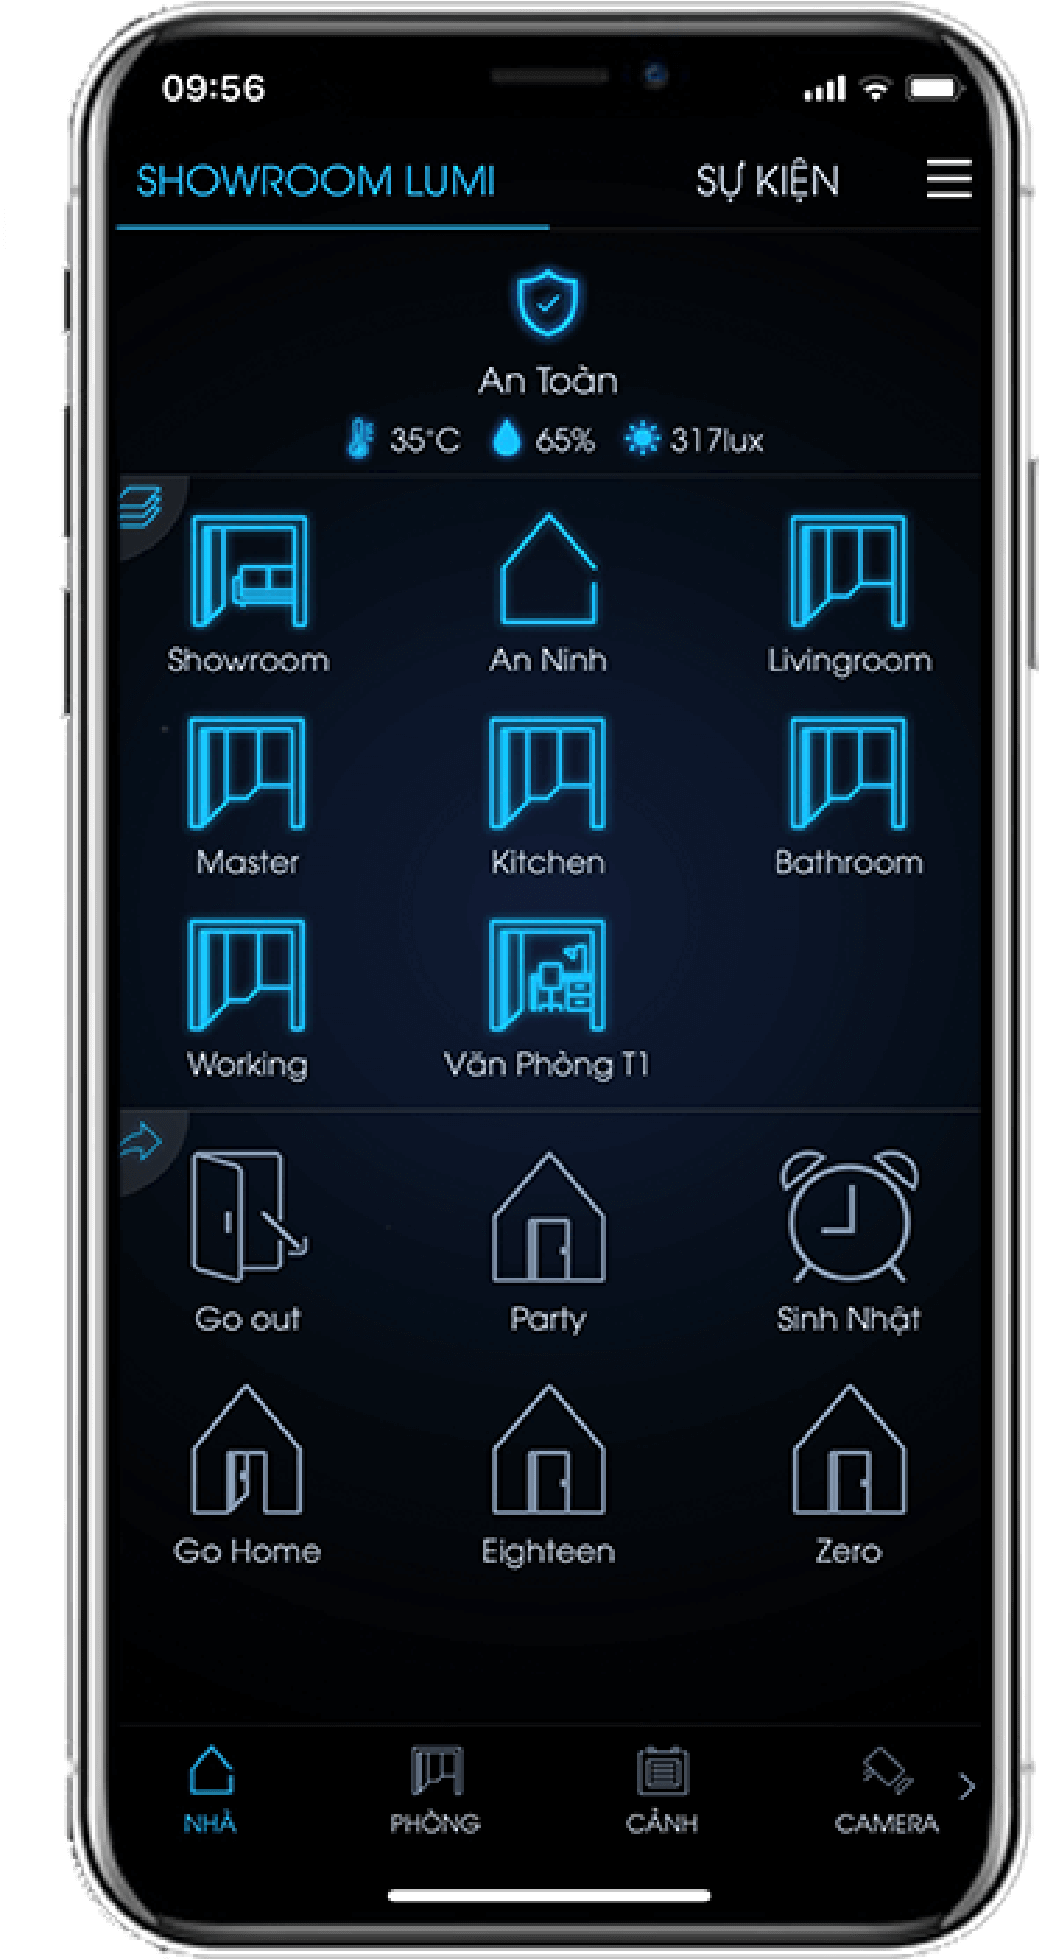 09:56
SHOWROOM LUMI SỰ KIỆN
An Toàn
35°C 65% 317lux
Showroom An Ninh Livingroom
Master Kitchen Bathroom
Working Văn Phòng T1
Go out Party Sinh Nhật
Go Home Eighteen Zero
NHÀ PHÒNG CẢNH CAMERA